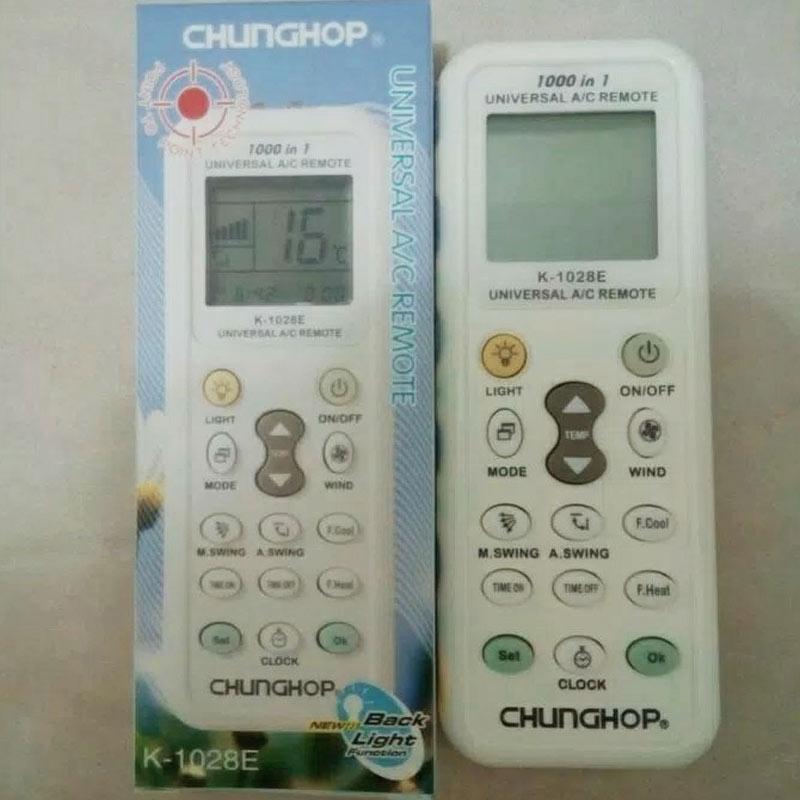 CHUNGHOP®
UNIVERSAL A/C REMOTE
1000 in 1
UNIVERSAL A/C REMOTE
16°C
K-1028E
UNIVERSAL A/C REMOTE
LIGHT
ON/OFF
TEMP
MODE
WIND
F.Cool
M.SWING
A.SWING
TIME ON
TIME OFF
F.Heat
Set
Ok
CLOCK
CHUNGHOP
NEW!!!
Back
Light
Function
K-1028E
1000 in 1
UNIVERSAL A/C REMOTE
K-1028E
UNIVERSAL A/C REMOTE
LIGHT
ON/OFF
TEMP
MODE
WIND
F.Cool
M.SWING
A.SWING
TIME ON
TIME OFF
F.Heat
Set
Ok
CLOCK
CHUNGHOP®